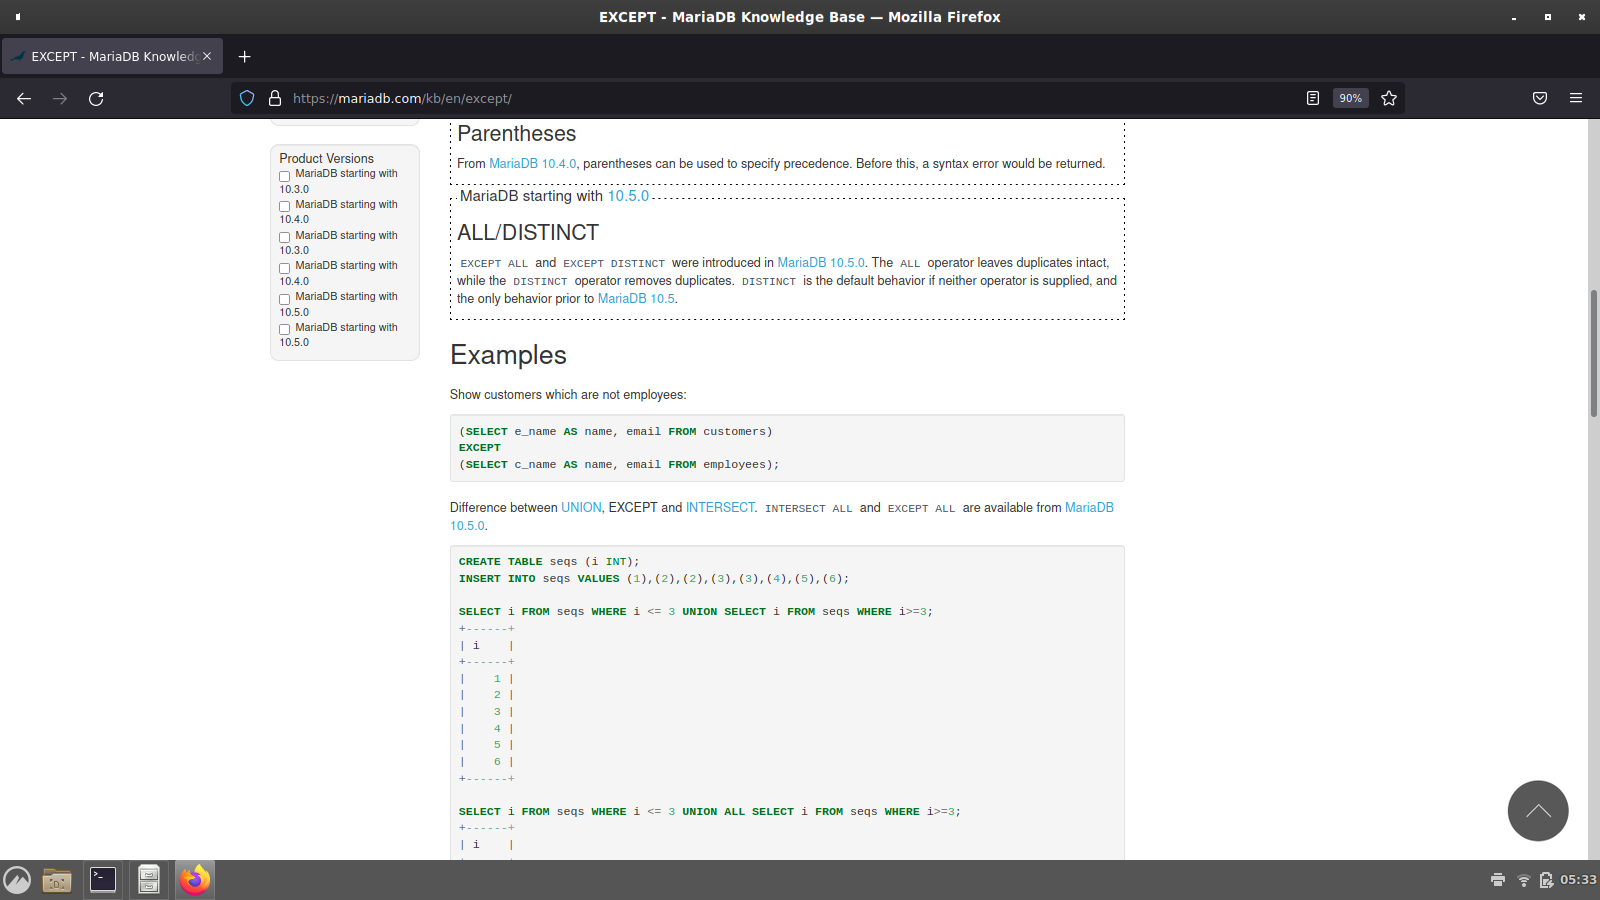 EXCEPT - MariaDB Knowledge Base — Mozilla Firefox
EXCEPT - MariaDB Knowledg
https://mariadb.com/kb/en/except/
90%
Product Versions
MariaDB starting with
10.3.0
MariaDB starting with
10.4.0
MariaDB starting with
10.3.0
MariaDB starting with
10.4.0
MariaDB starting with
10.5.0
MariaDB starting with
10.5.0
Parentheses
From MariaDB 10.4.0, parentheses can be used to specify precedence. Before this, a syntax error would be returned.
MariaDB starting with 10.5.0
ALL/DISTINCT
EXCEPT ALL and EXCEPT DISTINCT were introduced in MariaDB 10.5.0. The ALL operator leaves duplicates intact,
while the DISTINCT operator removes duplicates. DISTINCT is the default behavior if neither operator is supplied, and
the only behavior prior to MariaDB 10.5.
Examples
Show customers which are not employees:
(SELECT e_name AS name, email FROM customers)
EXCEPT
(SELECT c_name AS name, email FROM employees);
Difference between UNION, EXCEPT and INTERSECT. INTERSECT ALL and EXCEPT ALL are available from MariaDB
10.5.0.
CREATE TABLE seqs (i INT);
INSERT INTO seqs VALUES (1),(2),(2),(3),(3),(4),(5),(6);
SELECT i FROM seqs WHERE i <= 3 UNION SELECT i FROM seqs WHERE i>=3;
+------+
| i    |
+------+
|    1 |
|    2 |
|    3 |
|    4 |
|    5 |
|    6 |
+------+
SELECT i FROM seqs WHERE i <= 3 UNION ALL SELECT i FROM seqs WHERE i>=3;
+------+
| i    |
05:33